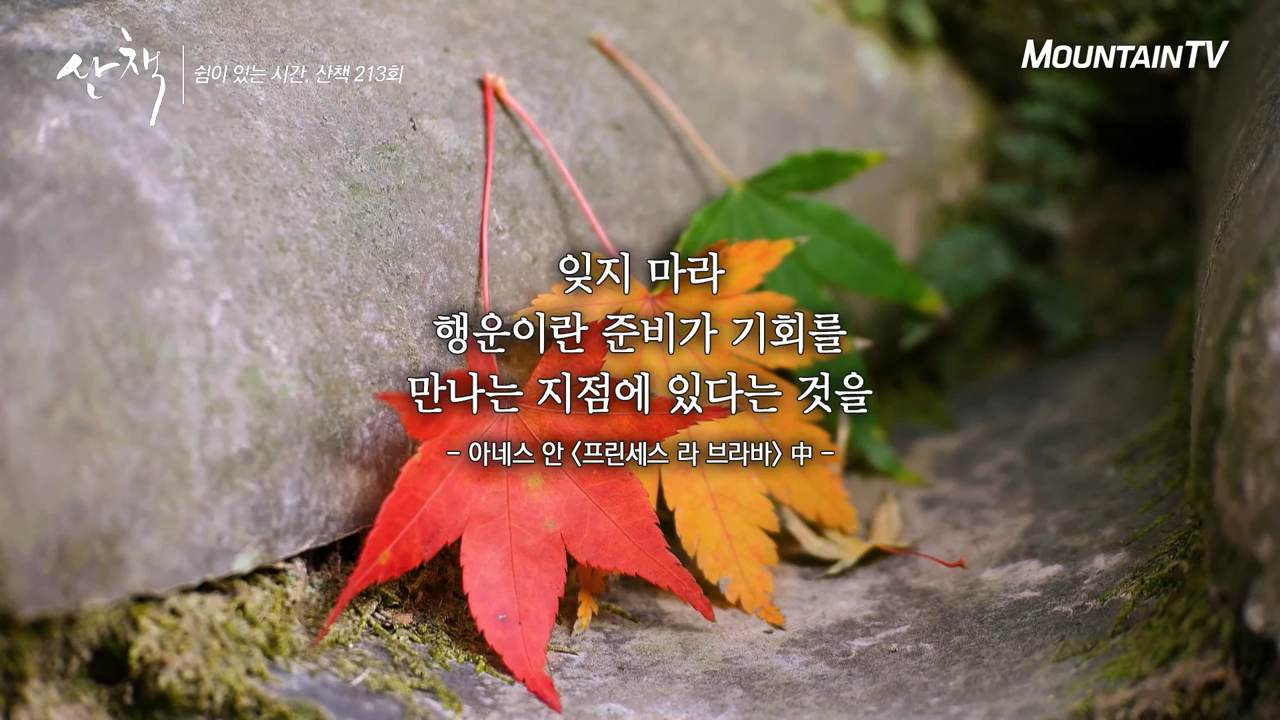 산책
쉼이 있는 시간, 산책 213회
MOUNTAINTV
잊지 마라
행운이란 준비가 기회를
만나는 지점에 있다는 것을
- 아네스 안 〈프린세스 라 브라바〉 中 -